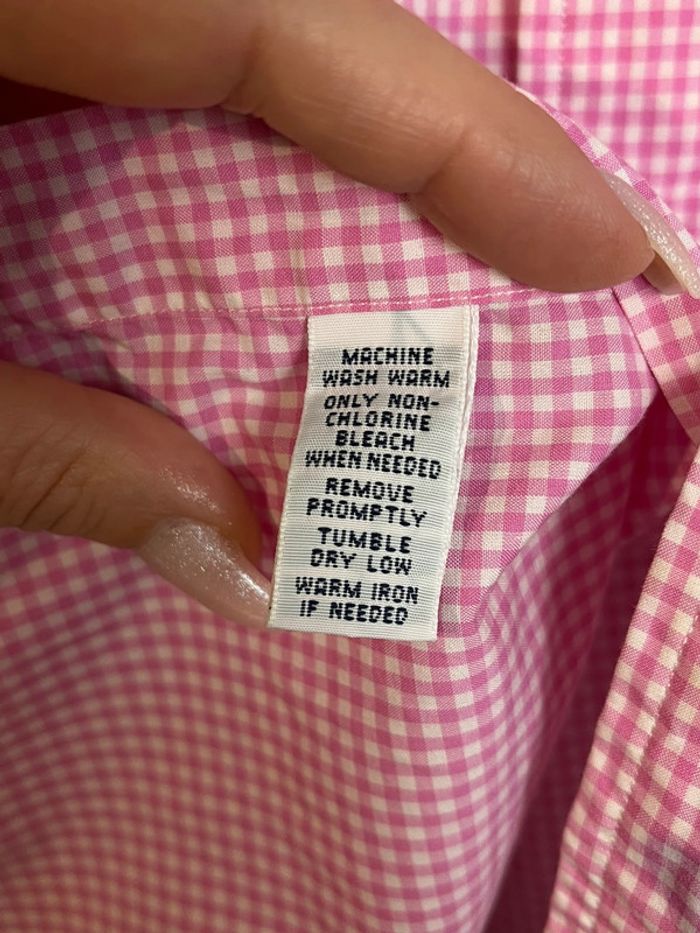 MACHINE
WASH WARM
ONLY NON-
CHLORINE
BLEACH
WHEN NEEDED
REMOVE
PROMPTLY
TUMBLE
DRY LOW
WARM IRON
IF NEEDED